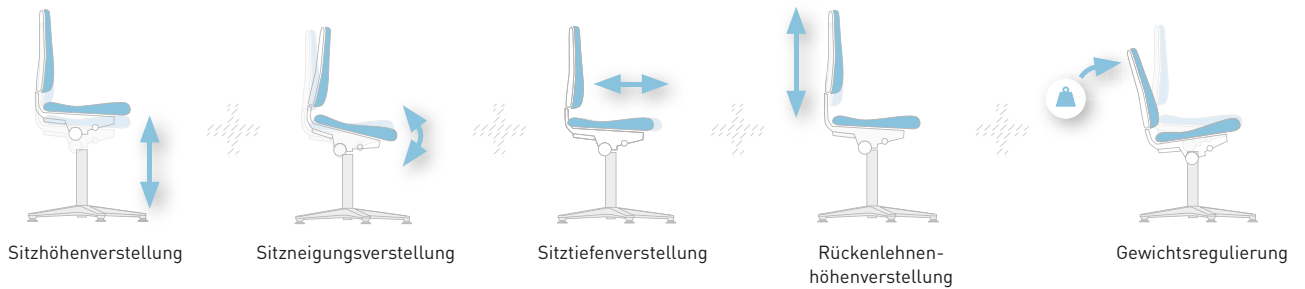 Sitzhöhenverstellung
Sitzneigungsverstellung
Sitztiefenverstellung
Rückenlehnen-
höhenverstellung
Gewichtsregulierung